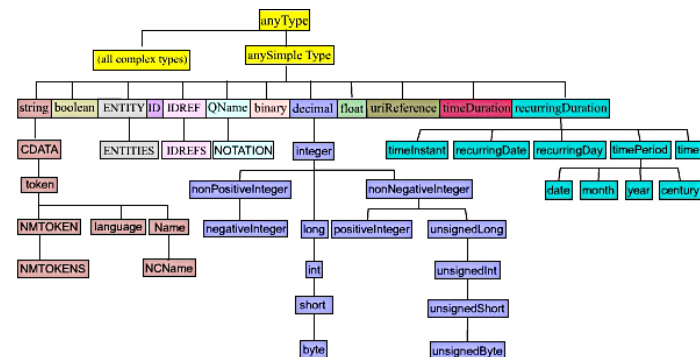 anyType
(all complex types)
anySimple Type
string boolean ENTITY ID IDREF QName binary decimal float uriReference timeDuration recurringDuration
CDATA ENTITIES IDREFS NOTATION integer timeInstant recurringDate recurringDay timePeriod time
token nonPositiveInteger nonNegativeInteger date month year century
NMTOKEN language Name negativeInteger long positiveInteger unsignedLong
NMTOKENS NCName int unsignedInt
short unsignedShort
byte unsignedByte